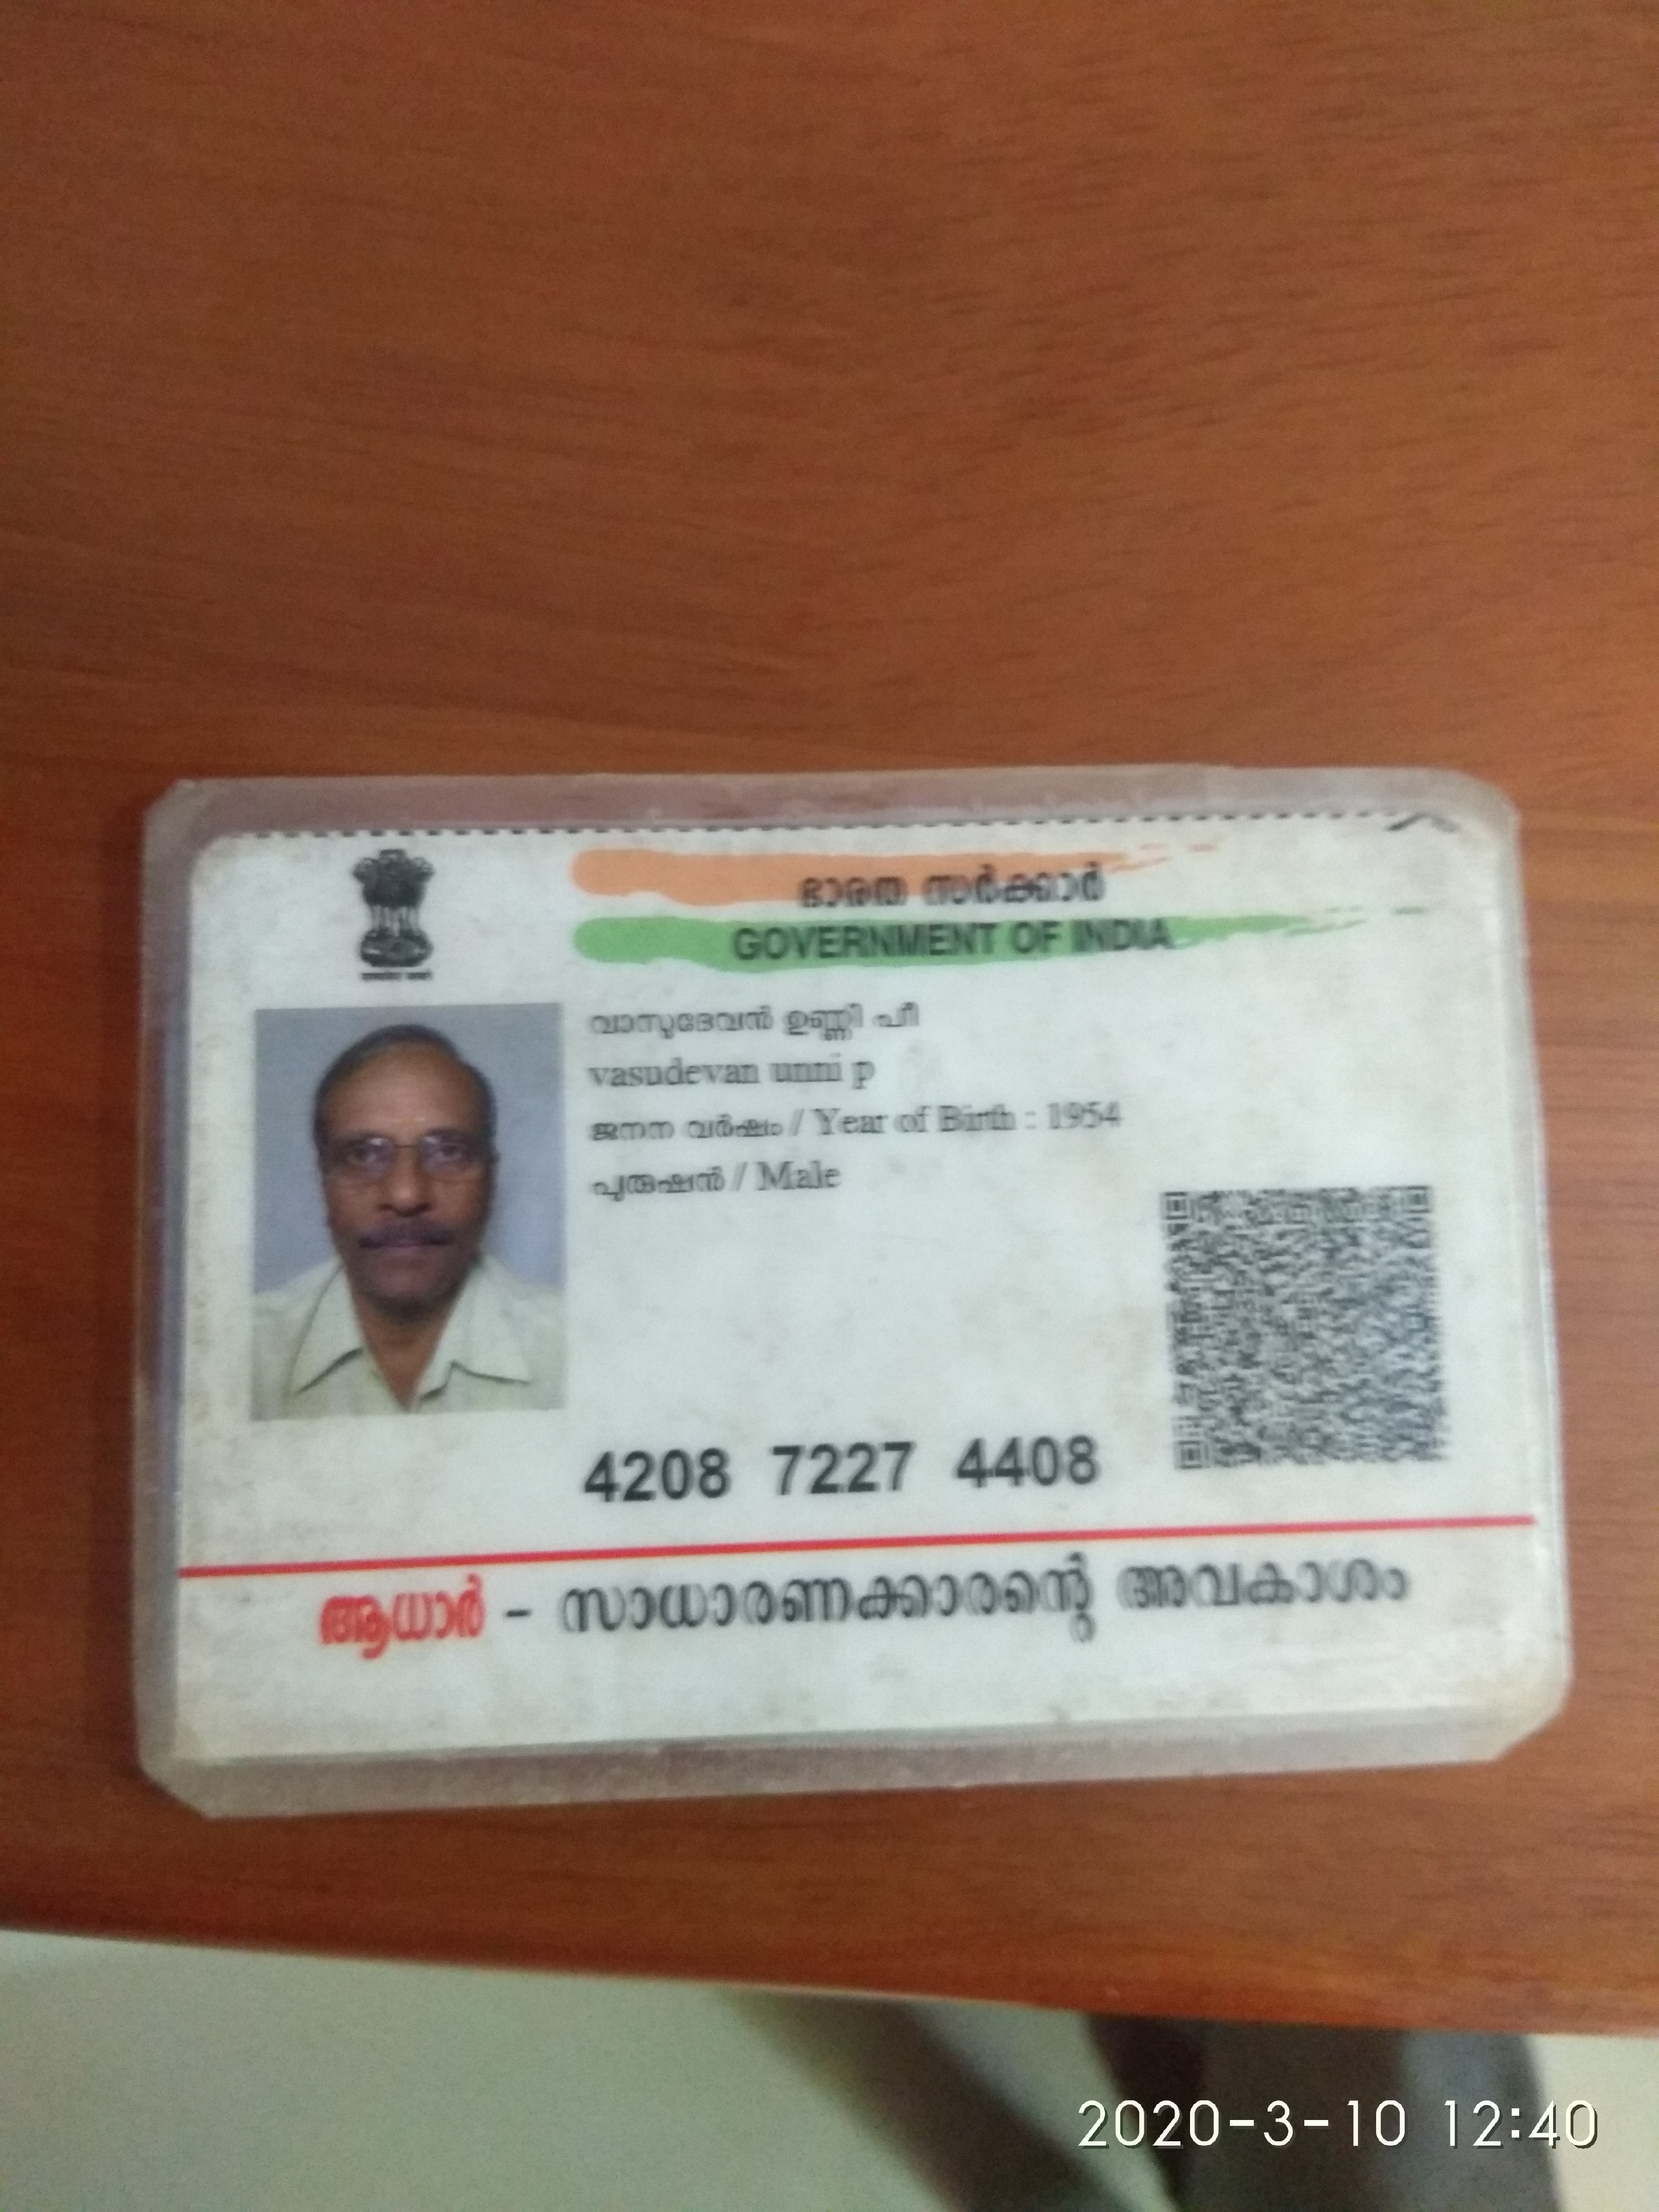 ഭാരത സർക്കാർ
GOVERNMENT OF INDIA
വാസുദേവൻ ഉണ്ണി പീ
vasudevan unni p
ജനന വർഷം / Year of Birth : 1954
പുരുഷൻ / Male
4208 7227 4408
ആധാർ - സാധാരണക്കാരന്റെ അവകാശം
2020-3-10 12:40